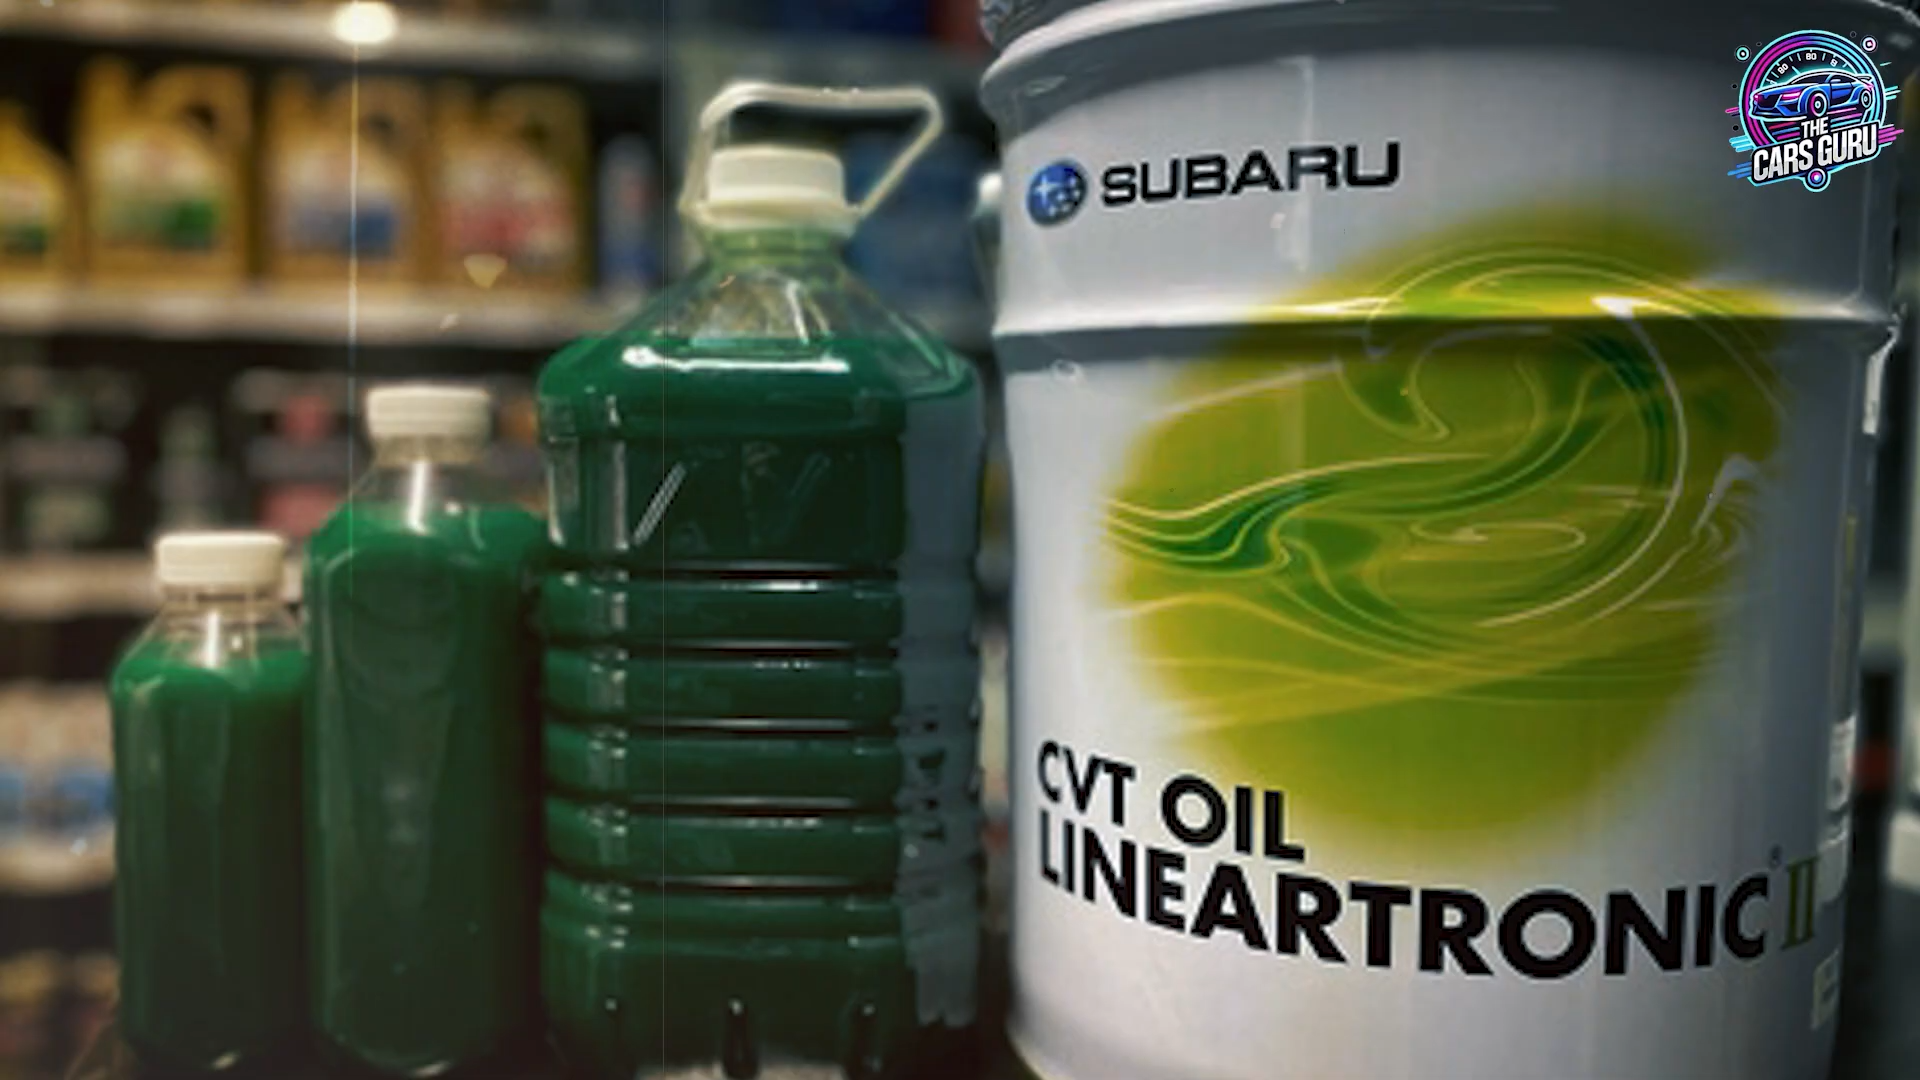 SUBARU
CVT OIL
LINEARTRONIC® II
THE
CARS GURU